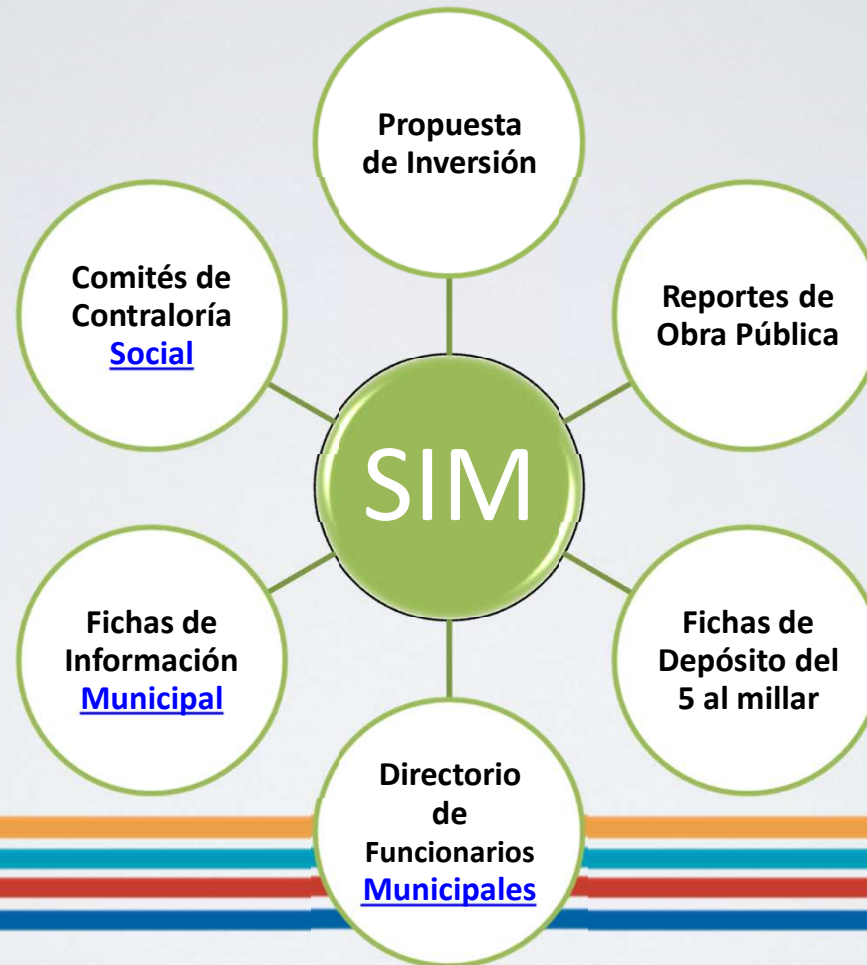 Propuesta
de Inversión
Comités de
Contraloría
Social
Reportes de
Obra Pública
SIM
Fichas de
Información
Municipal
Fichas de
Depósito del
5 al millar
Directorio
de
Funcionarios
Municipales